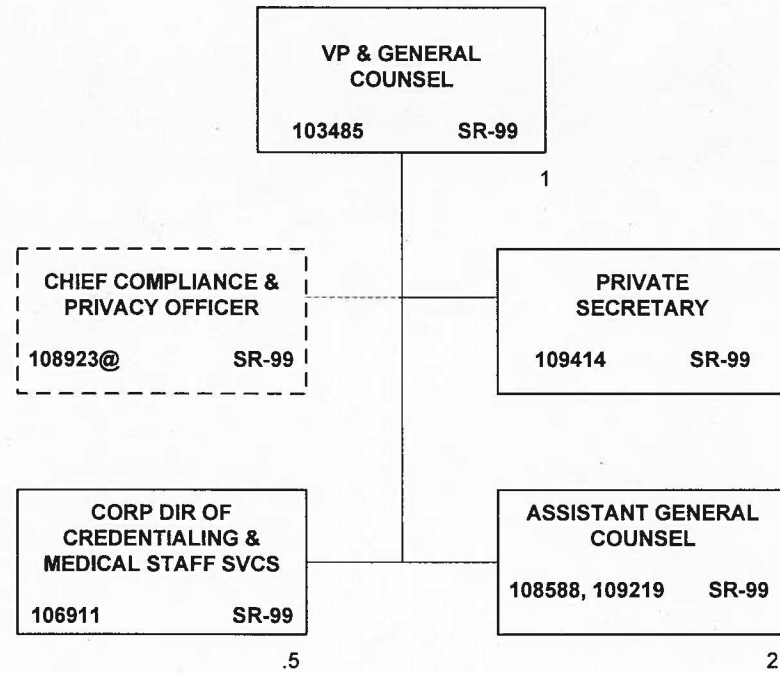 VP & GENERAL
COUNSEL
103485 SR-99
1
CHIEF COMPLIANCE &
PRIVACY OFFICER
108923@ SR-99
PRIVATE
SECRETARY
109414 SR-99
CORP DIR OF
CREDENTIALING &
MEDICAL STAFF SVCS
106911 SR-99
.5
ASSISTANT GENERAL
COUNSEL
108588, 109219 SR-99
2